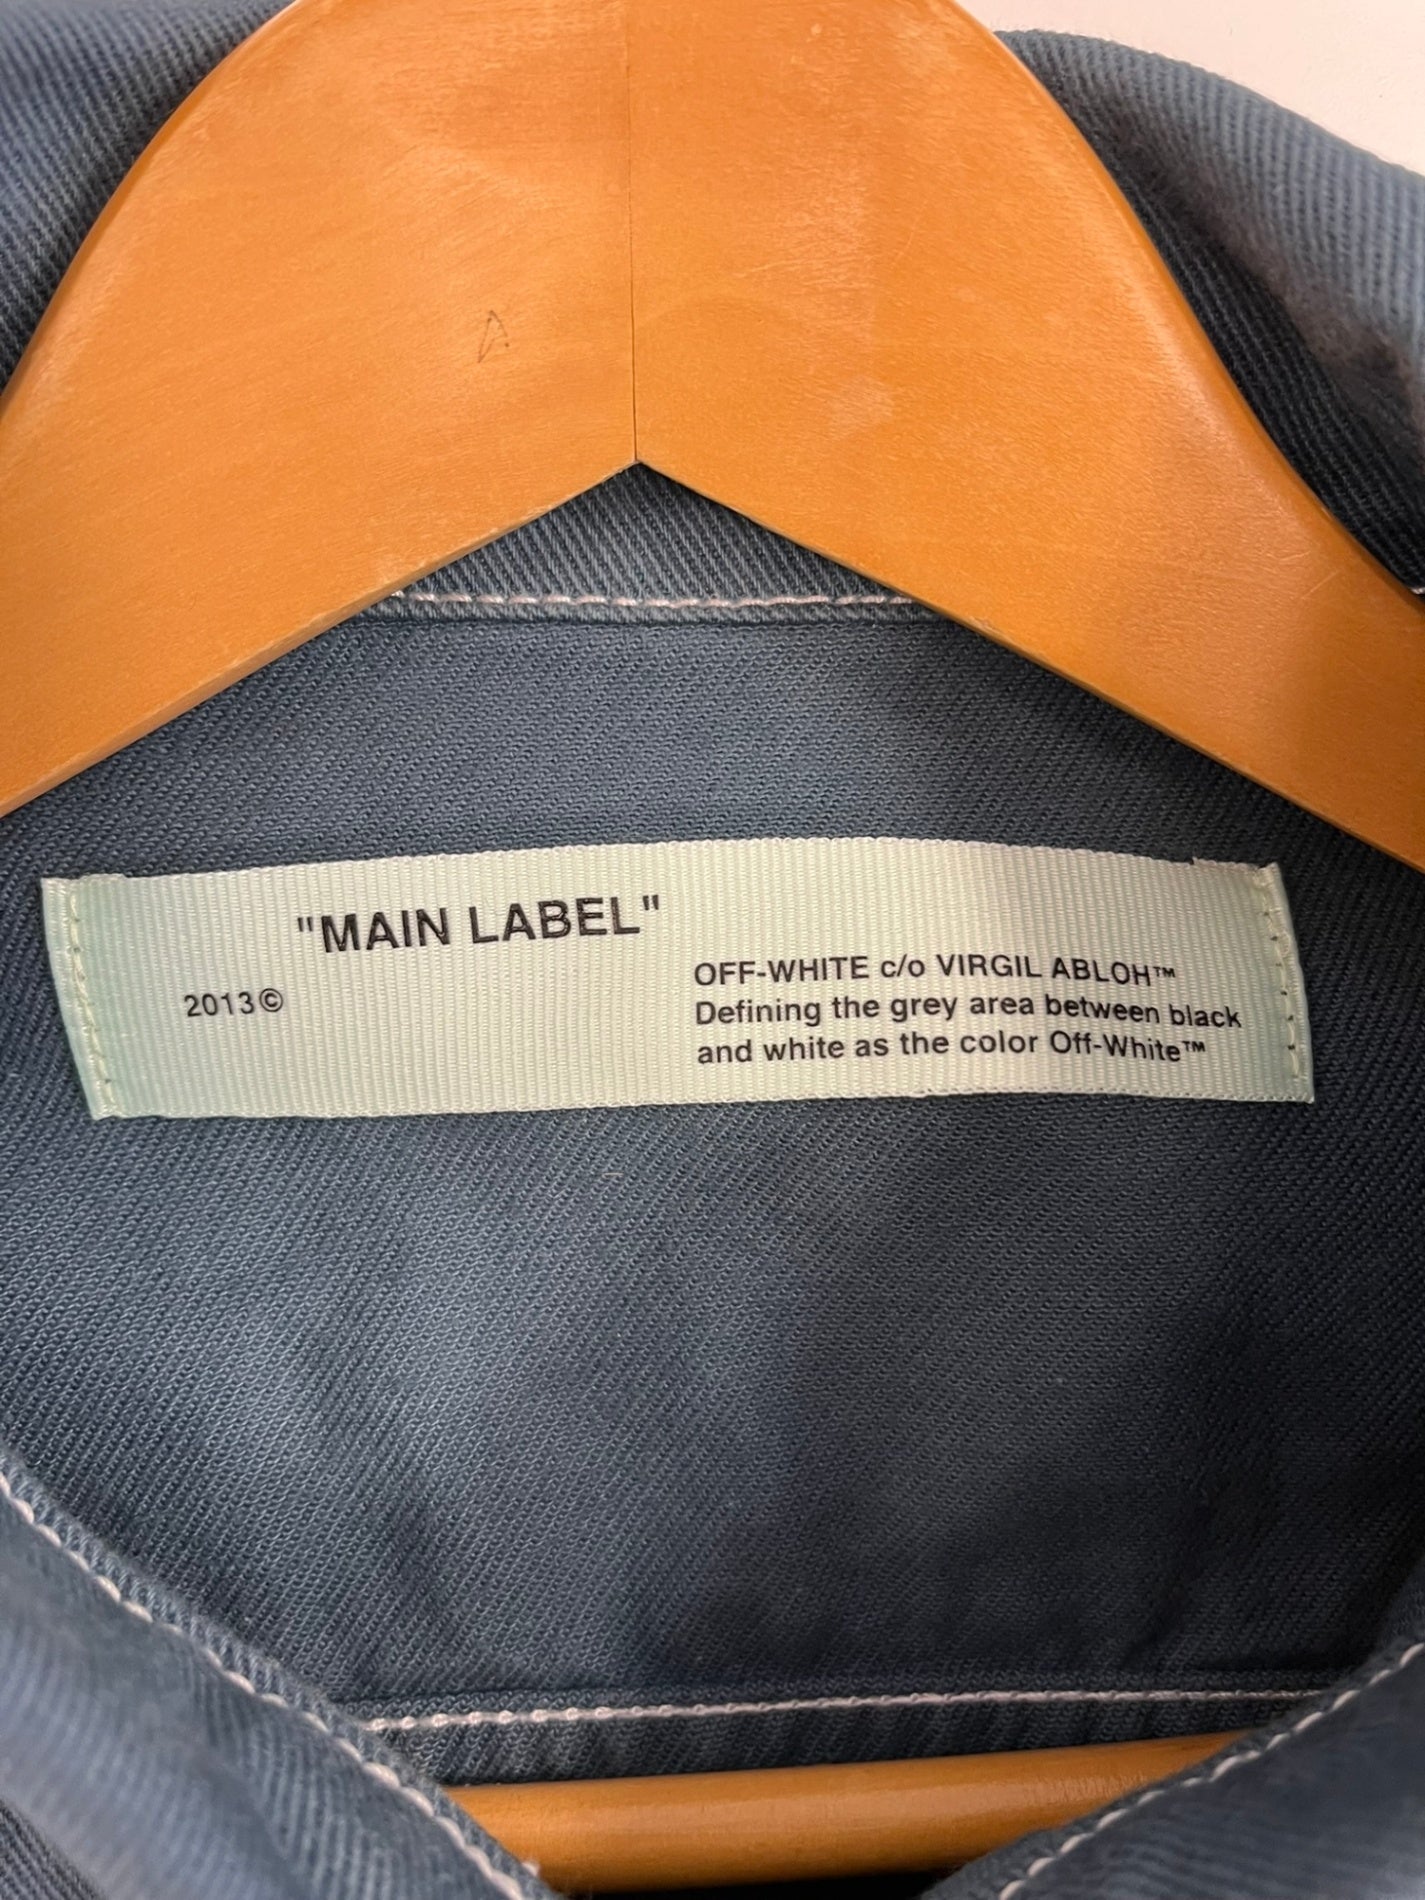 "MAIN LABEL"
2013©
OFF-WHITE c/o VIRGIL ABLOH™
Defining the grey area between black
and white as the color Off-White™